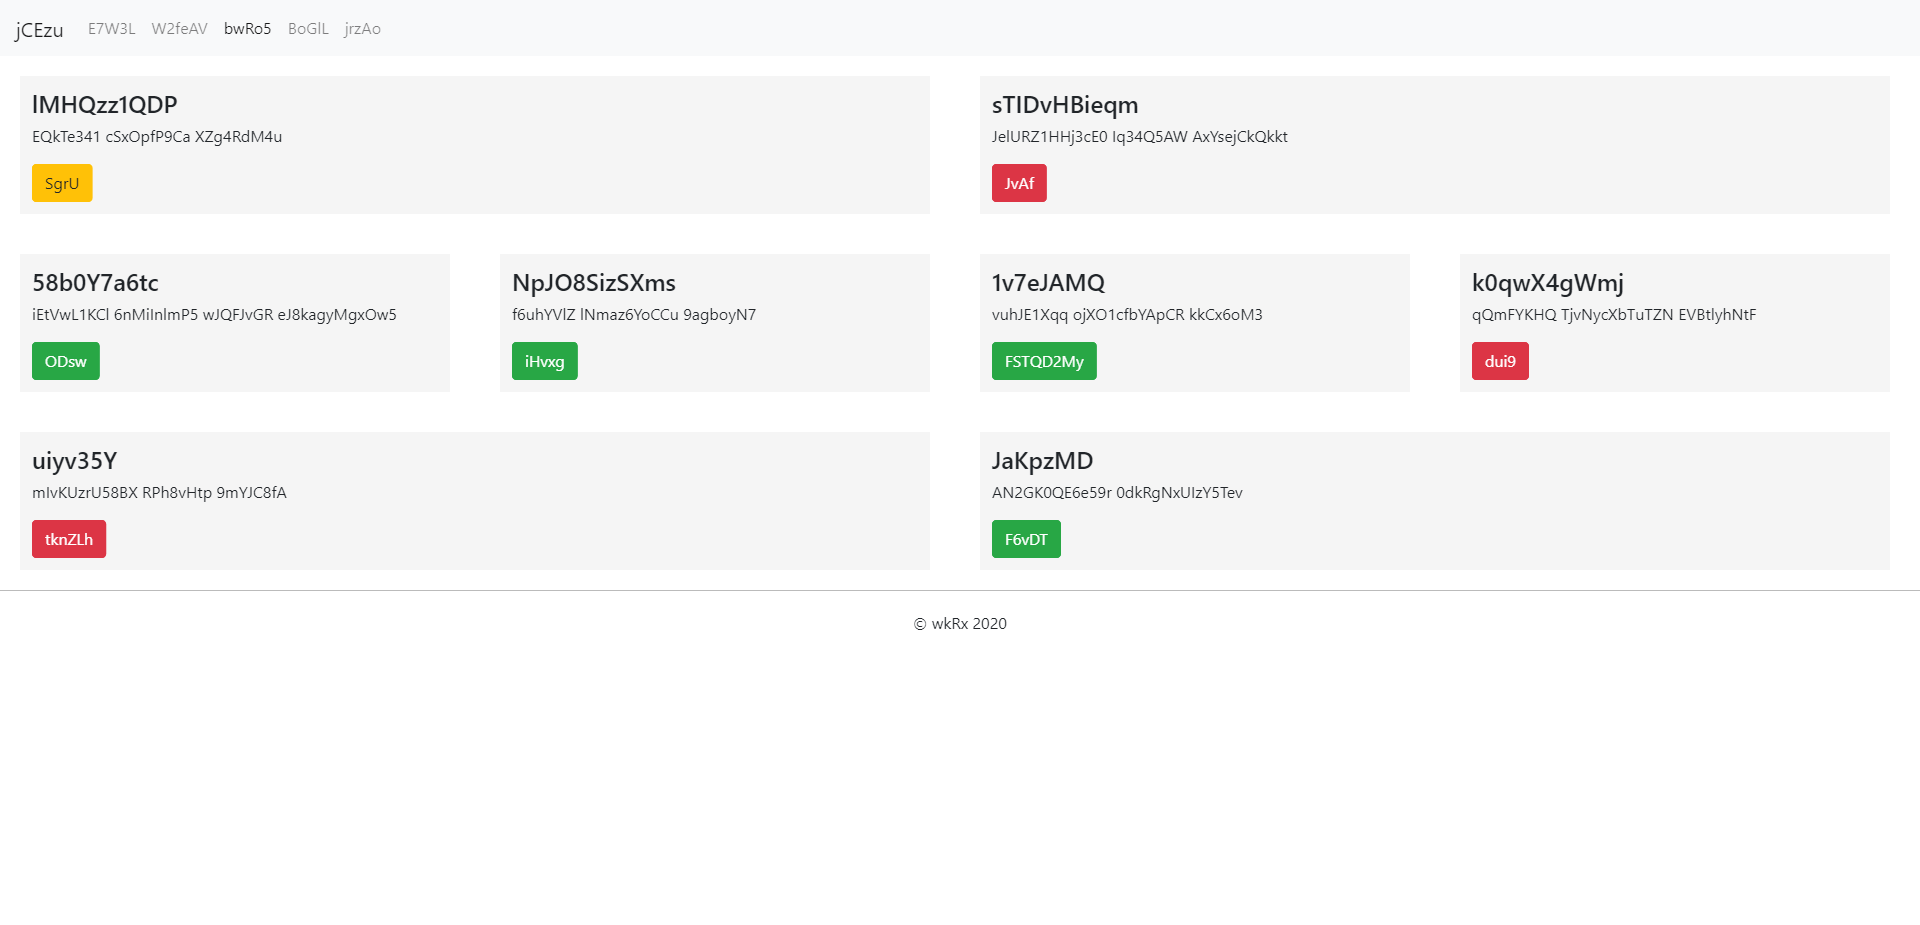 jCEzu E7W3L W2feAV bwRo5 BoGlL jrzAo
lMHQzz1QDP
EQkTe341 cSxOpfP9Ca XZg4RdM4u
SgrU
sTIDvHBieqm
JelURZ1HHj3cE0 Iq34Q5AW AxYsejCkQkkt
JvAf
58b0Y7a6tc
iEtVwL1KCl 6nMiInlmP5 wJQFJvGR eJ8kagyMgxOw5
ODsw
NpJO8SizSXms
f6uhYVlZ lNmaz6YoCCu 9agboyN7
iHvxg
1v7eJAMQ
vuhJE1Xqq ojXO1cfbYApCR kkCx6oM3
FSTQD2My
k0qwX4gWmj
qQmFYKHQ TjvNycXbTuTZN EVBtlyhNtF
dui9
uiyv35Y
mIvKUzrU58BX RPh8vHtp 9mYJC8fA
tknZLh
JaKpzMD
AN2GK0QE6e59r 0dkRgNxUIzY5Tev
F6vDT
© wkRx 2020